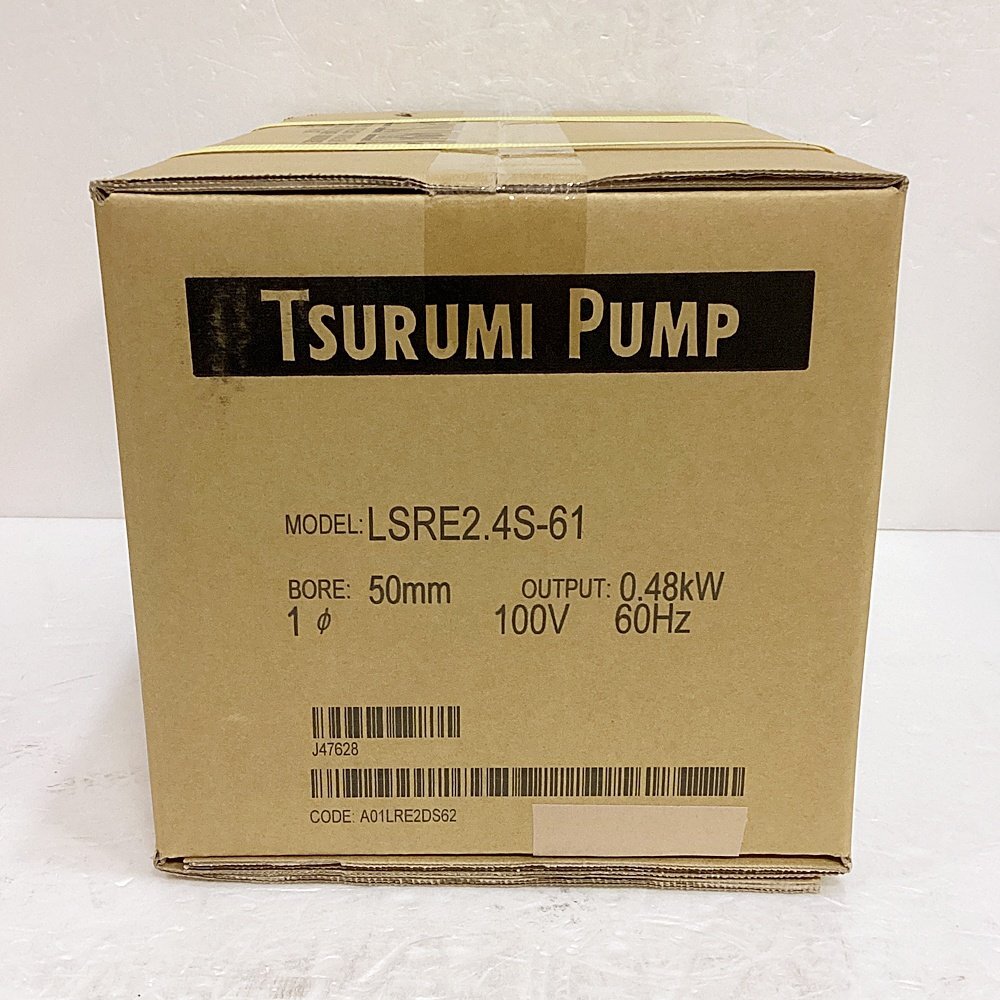 TSURUMI PUMP
MODEL: LSRE2.4S-61
BORE: 50mm OUTPUT: 0.48kW
1 ϕ 100V 60Hz
J47628
CODE: A01LRE2DS62